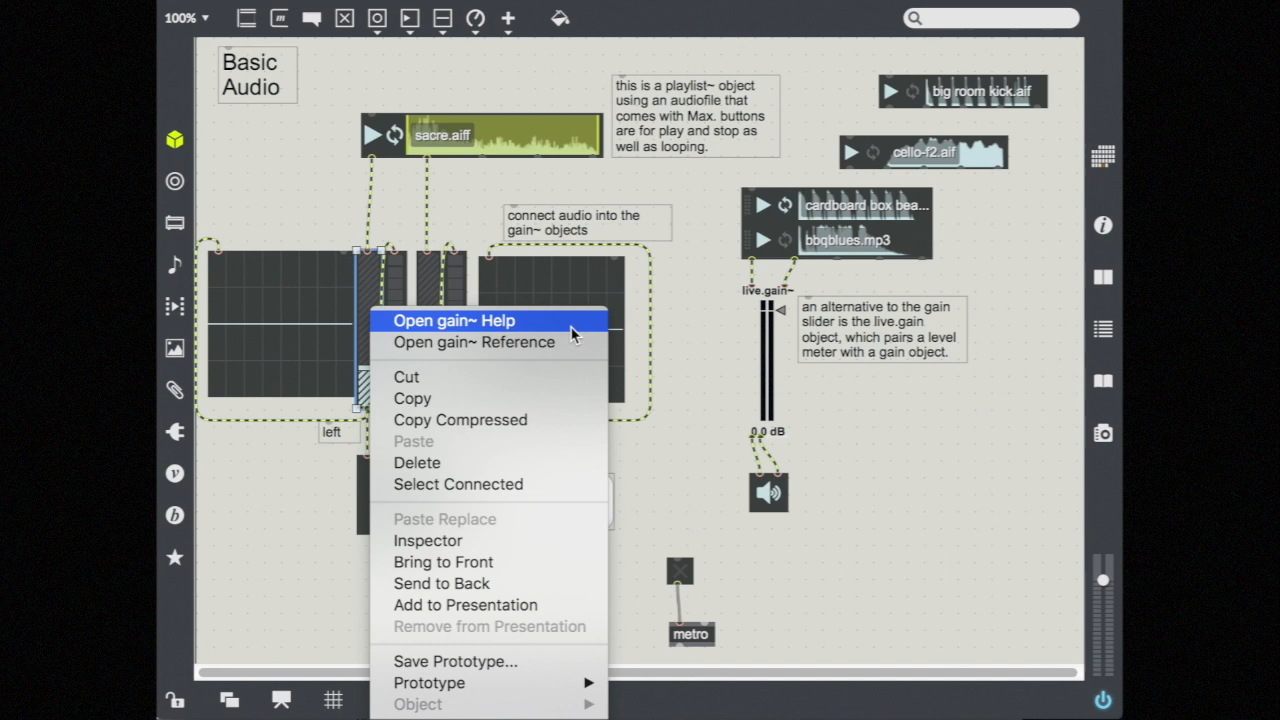 100%
Basic
Audio
sacre.aiff
this is a playlist~ object
using an audiofile that
comes with Max. buttons
are for play and stop as
well as looping.
big room kick.aif
cello-f2.aif
cardboard box bea...
bbqblues.mp3
connect audio into the
gain~ objects
live.gain~
an alternative to the gain
slider is the live.gain
object, which pairs a level
meter with a gain object.
0.0 dB
left
Open gain~ Help
Open gain~ Reference
Cut
Copy
Copy Compressed
Paste
Delete
Select Connected
Paste Replace
Inspector
Bring to Front
Send to Back
Add to Presentation
Remove from Presentation
Save Prototype...
Prototype
Object
metro